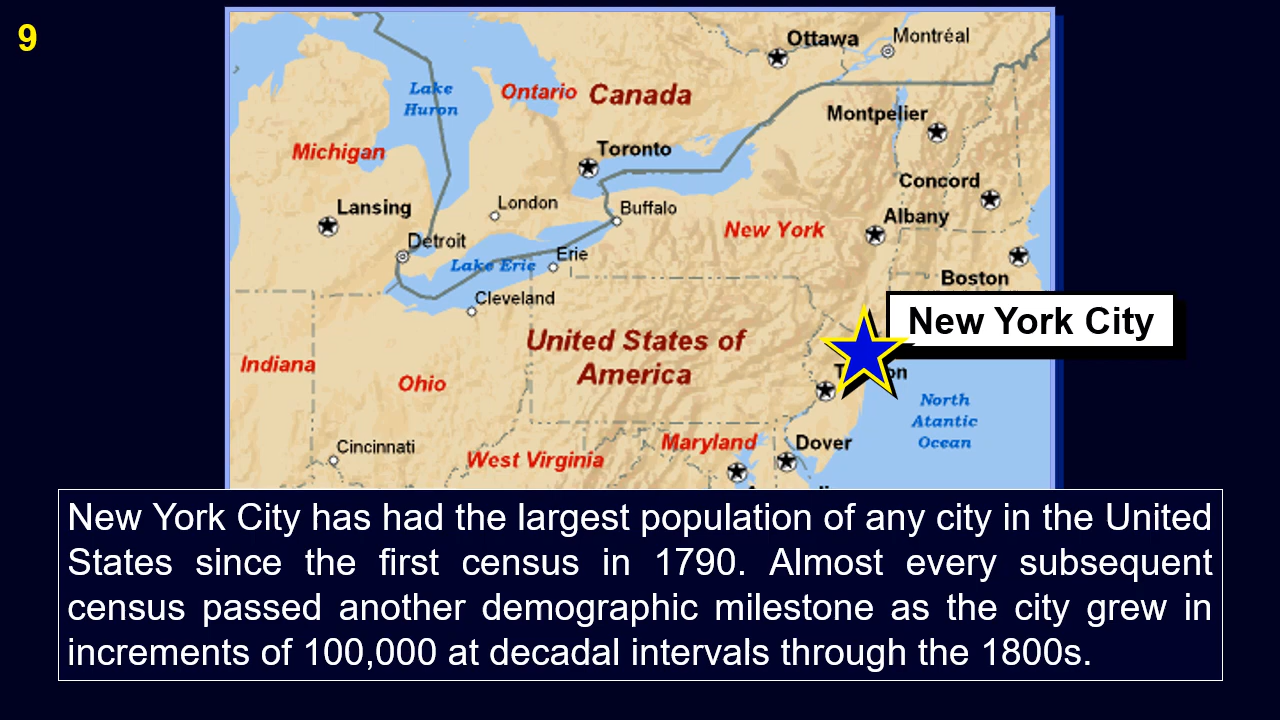 9
Ottawa
Montréal
Lake
Huron
Ontario Canada
Montpelier
Michigan
Toronto
Concord
Lansing
London
Buffalo
Albany
New York
Detroit
Lake Erie
Erie
Boston
Cleveland
New York City
United States of
America
Indiana
Ohio
North
Atantic
Ocean
Cincinnati
West Virginia
Maryland
Dover
New York City has had the largest population of any city in the United
States since the first census in 1790. Almost every subsequent
census passed another demographic milestone as the city grew in
increments of 100,000 at decadal intervals through the 1800s.